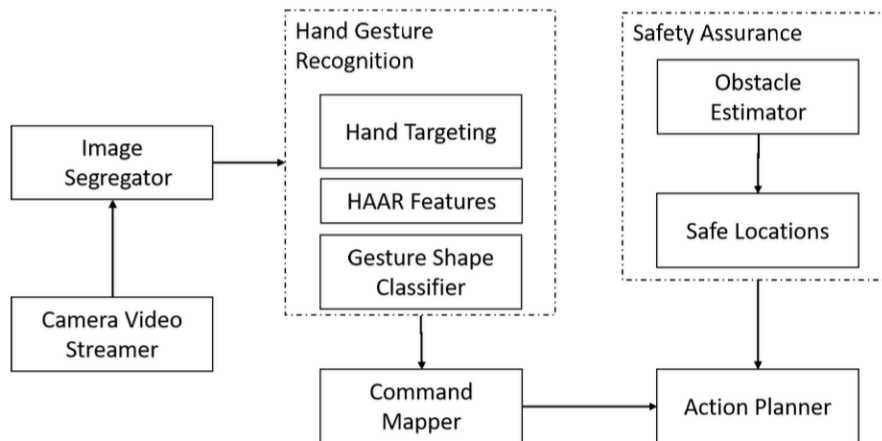 Hand Gesture
Recognition
Hand Targeting
HAAR Features
Gesture Shape
Classifier
Safety Assurance
Obstacle
Estimator
Safe Locations
Image
Segregator
Camera Video
Streamer
Command
Mapper
Action Planner